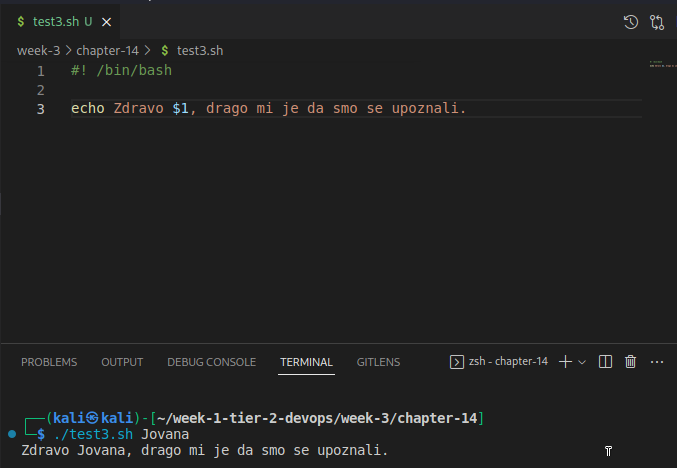 $ test3.sh U ×
week-3 > chapter-14 > $ test3.sh
1 #! /bin/bash
2
3 echo Zdravo $1, drago mi je da smo se upoznali.
PROBLEMS OUTPUT DEBUG CONSOLE TERMINAL GITLENS zsh - chapter-14
┌──(kali㉿kali)-[~/week-1-tier-2-devops/week-3/chapter-14]
└─$ ./test3.sh Jovana
Zdravo Jovana, drago mi je da smo se upoznali.